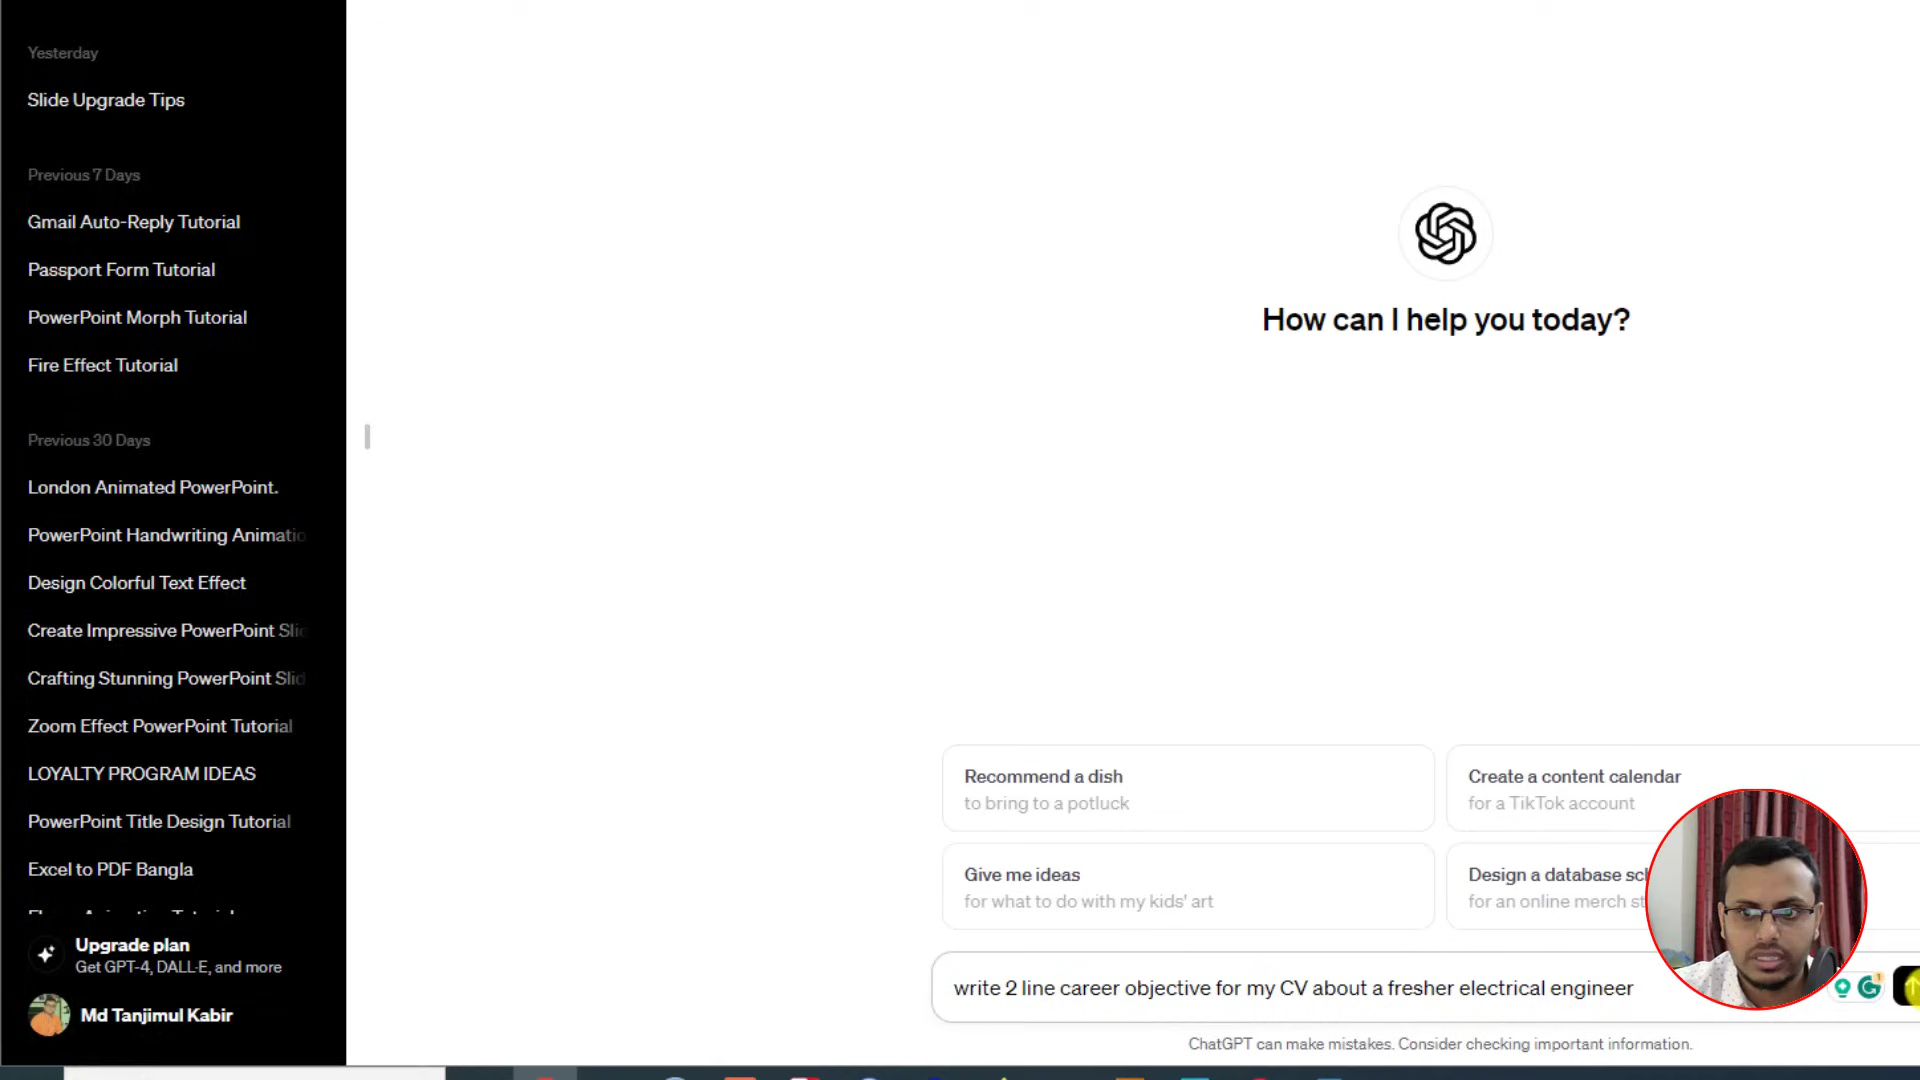 Yesterday
Slide Upgrade Tips
Previous 7 Days
Gmail Auto-Reply Tutorial
Passport Form Tutorial
PowerPoint Morph Tutorial
Fire Effect Tutorial
Previous 30 Days
London Animated PowerPoint.
PowerPoint Handwriting Animatio
Design Colorful Text Effect
Create Impressive PowerPoint Slid
Crafting Stunning PowerPoint Slid
Zoom Effect PowerPoint Tutorial
LOYALTY PROGRAM IDEAS
PowerPoint Title Design Tutorial
Excel to PDF Bangla
Upgrade plan
Get GPT-4, DALL·E, and more
Md Tanjimul Kabir
How can I help you today?
Recommend a dish
to bring to a potluck
Create a content calendar
for a TikTok account
Give me ideas
for what to do with my kids' art
Design a database sc
for an online merch st
write 2 line career objective for my CV about a fresher electrical engineer
1
ChatGPT can make mistakes. Consider checking important information.